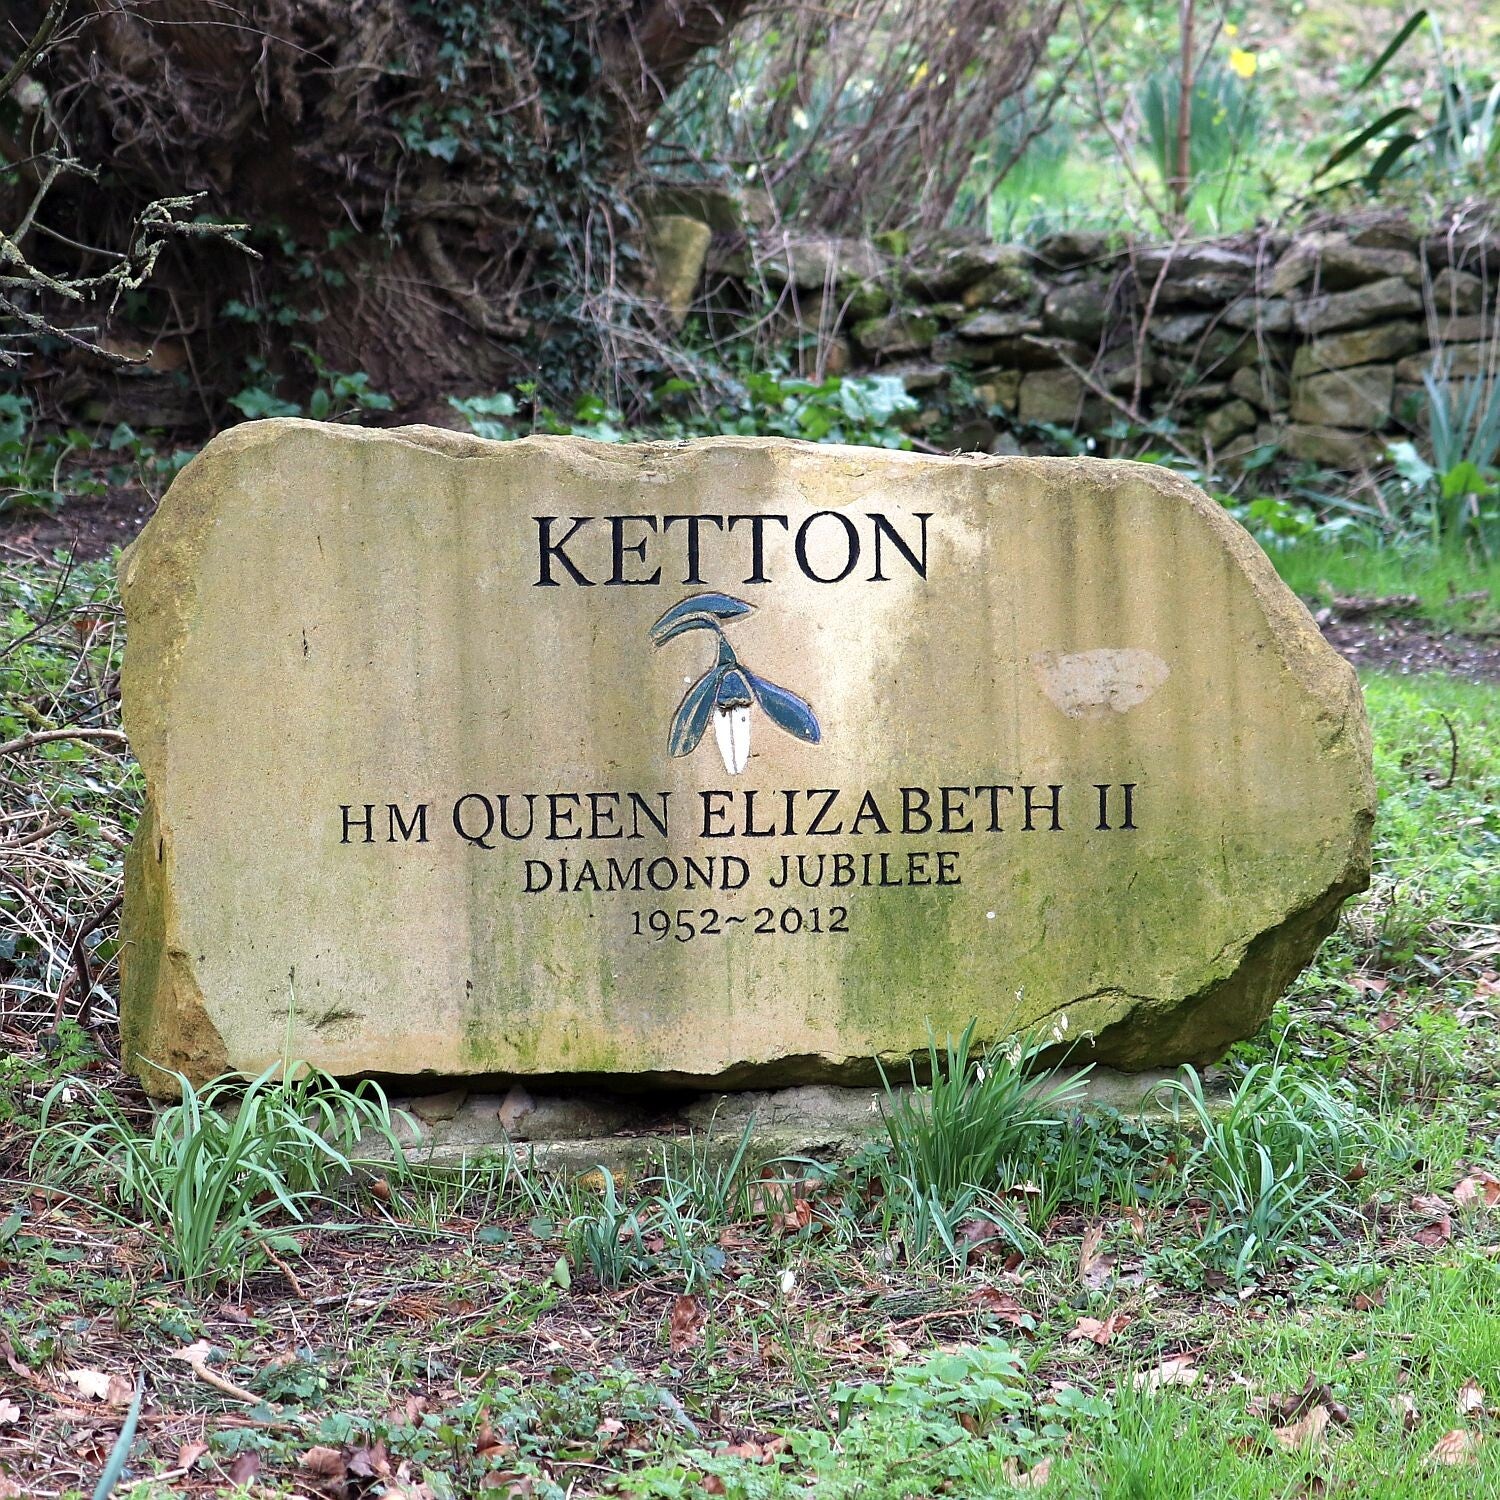 KETTON
HM QUEEN ELIZABETH II
DIAMOND JUBILEE
1952~2012